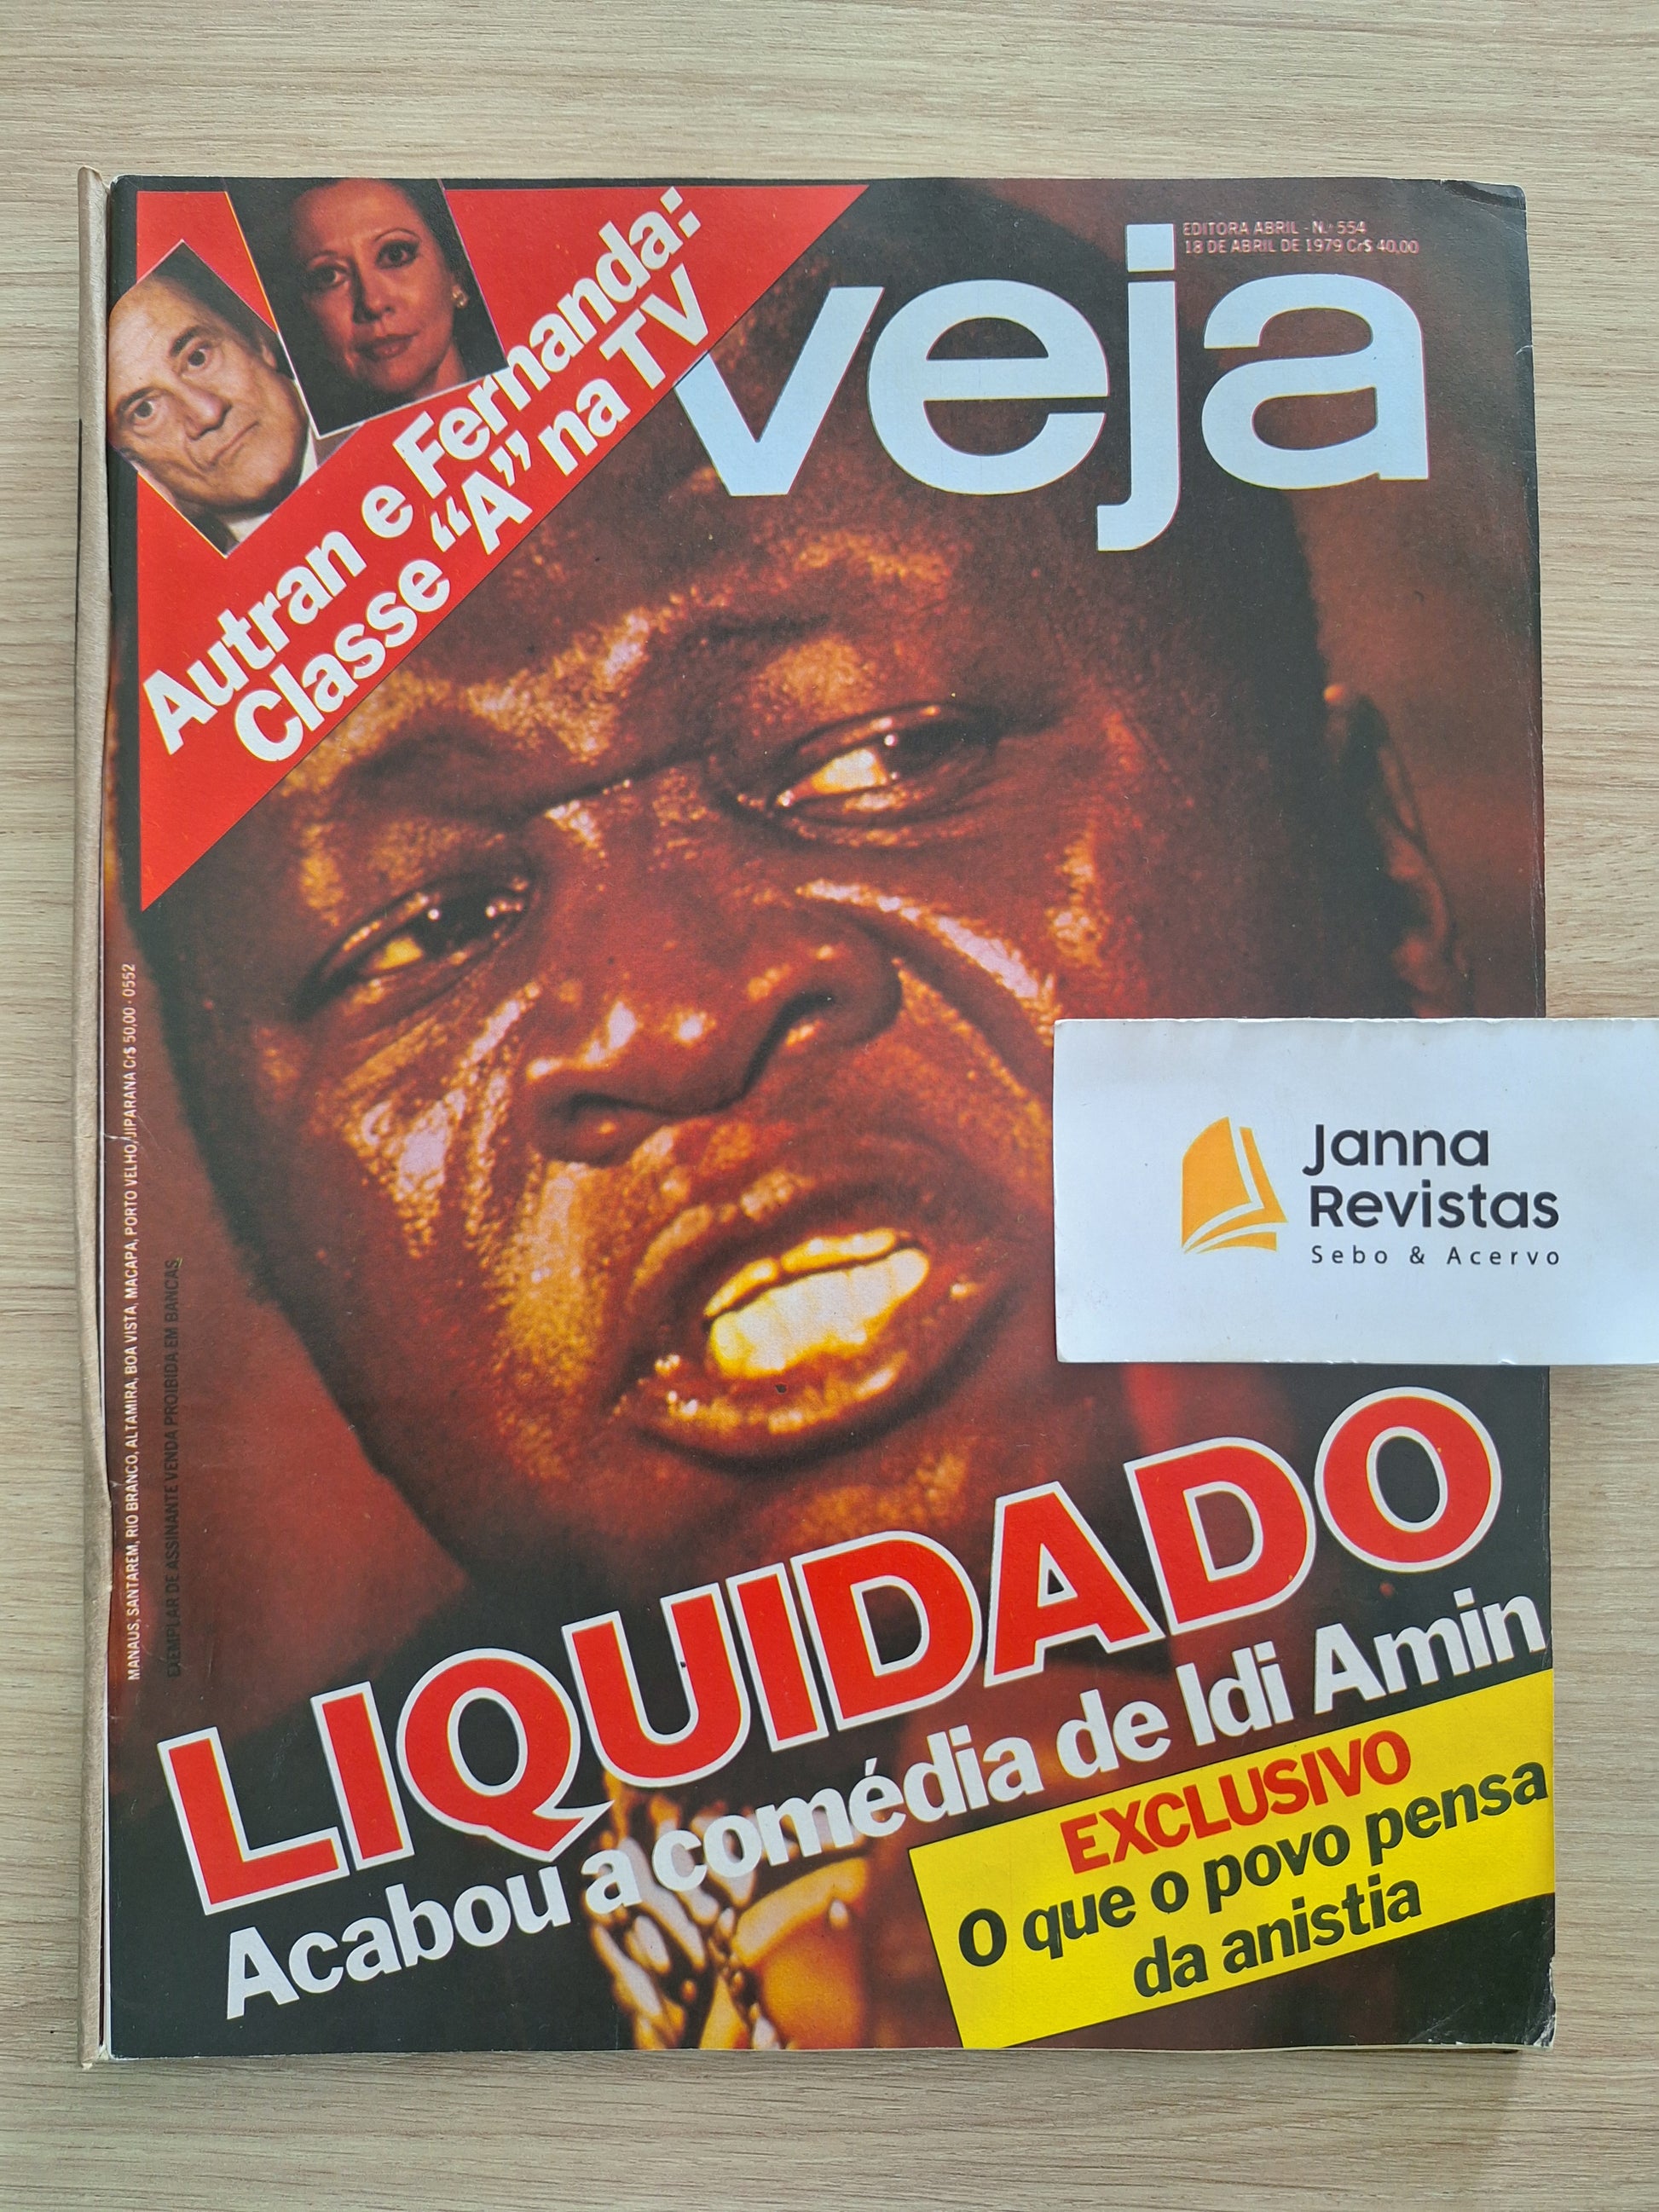 EDITORA ABRIL - N.º 554
18 DE ABRIL DE 1979 Cr$ 40,00
veja
Autran e Fernanda:
Classe “A” na TV
MANAUS, SANTAREM, RIO BRANCO, ALTAMIRA, BOA VISTA, MACAPA, PORTO VELHO/JIPARANA Cr$ 50,00 - 0552
EXEMPLAR DE ASSINANTE VENDA PROIBIDA EM BANCAS
Janna
Revistas
Sebo & Acervo
LIQUIDADO
Acabou a comédia de Idi Amin
EXCLUSIVO
O que o povo pensa
da anistia